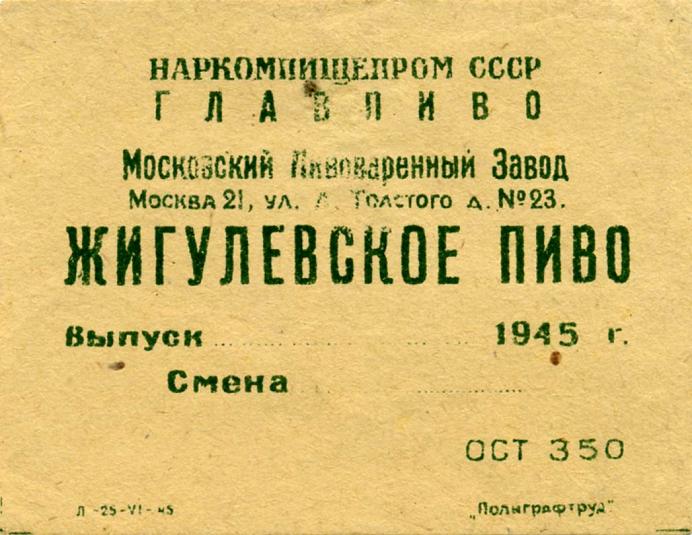 НАРКОМПИЩЕПРОМ СССР
ГЛАВПИВО
Московский Пивоваренный Завод
Москва 21, ул. Л. Толстого д. №23.
ЖИГУЛЕВСКОЕ ПИВО
Выпуск 1945 г.
Смена
ОСТ 350
Л -25-VI-45
„Полиграфтруд"